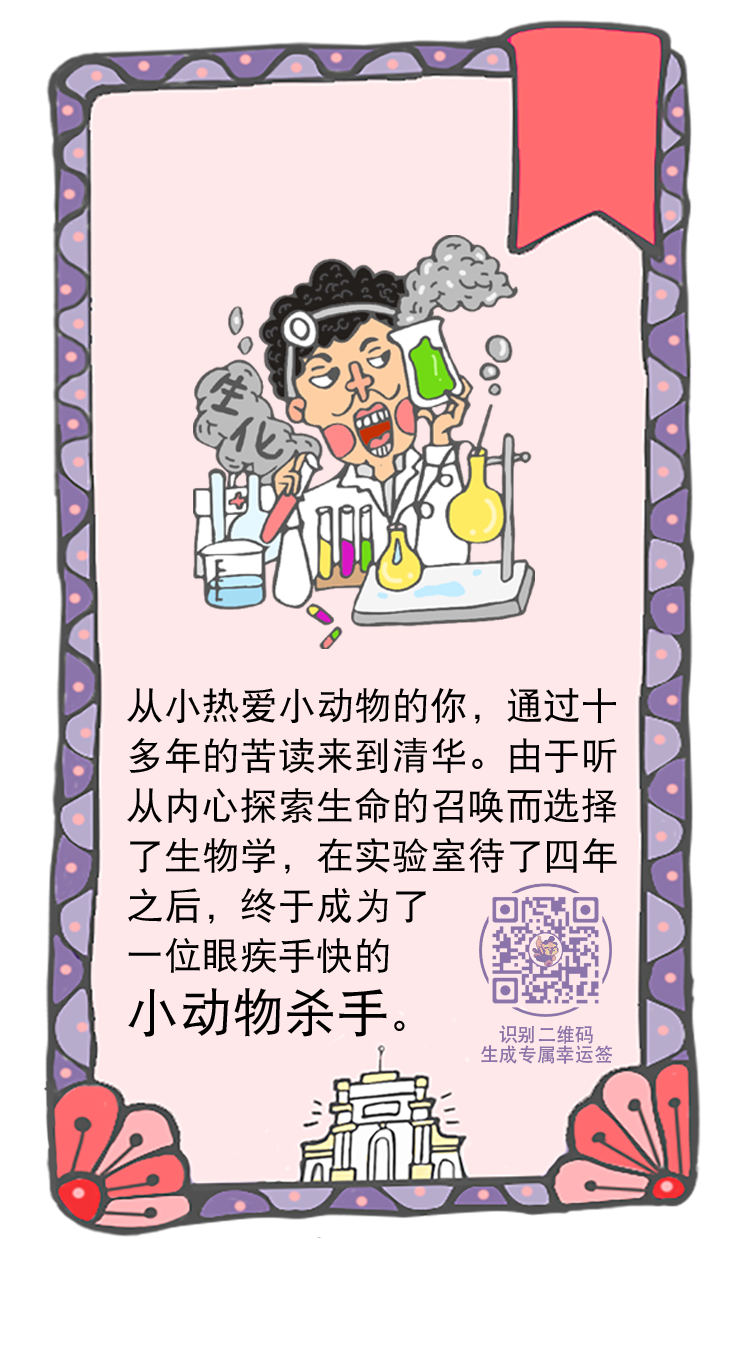 生
化
从小热爱小动物的你，通过十
多年的苦读来到清华。由于听
从内心探索生命的召唤而选择
了生物学，在实验室待了四年
之后，终于成为了
一位眼疾手快的
小动物杀手。
识别二维码
生成专属幸运签